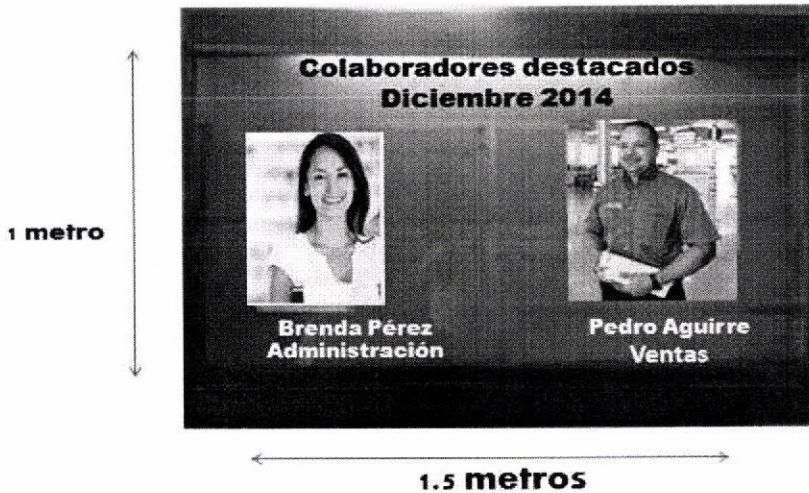 Colaboradores destacados
Diciembre 2014
1 metro
Brenda Pérez
Administración
Pedro Aguirre
Ventas
1.5 metros